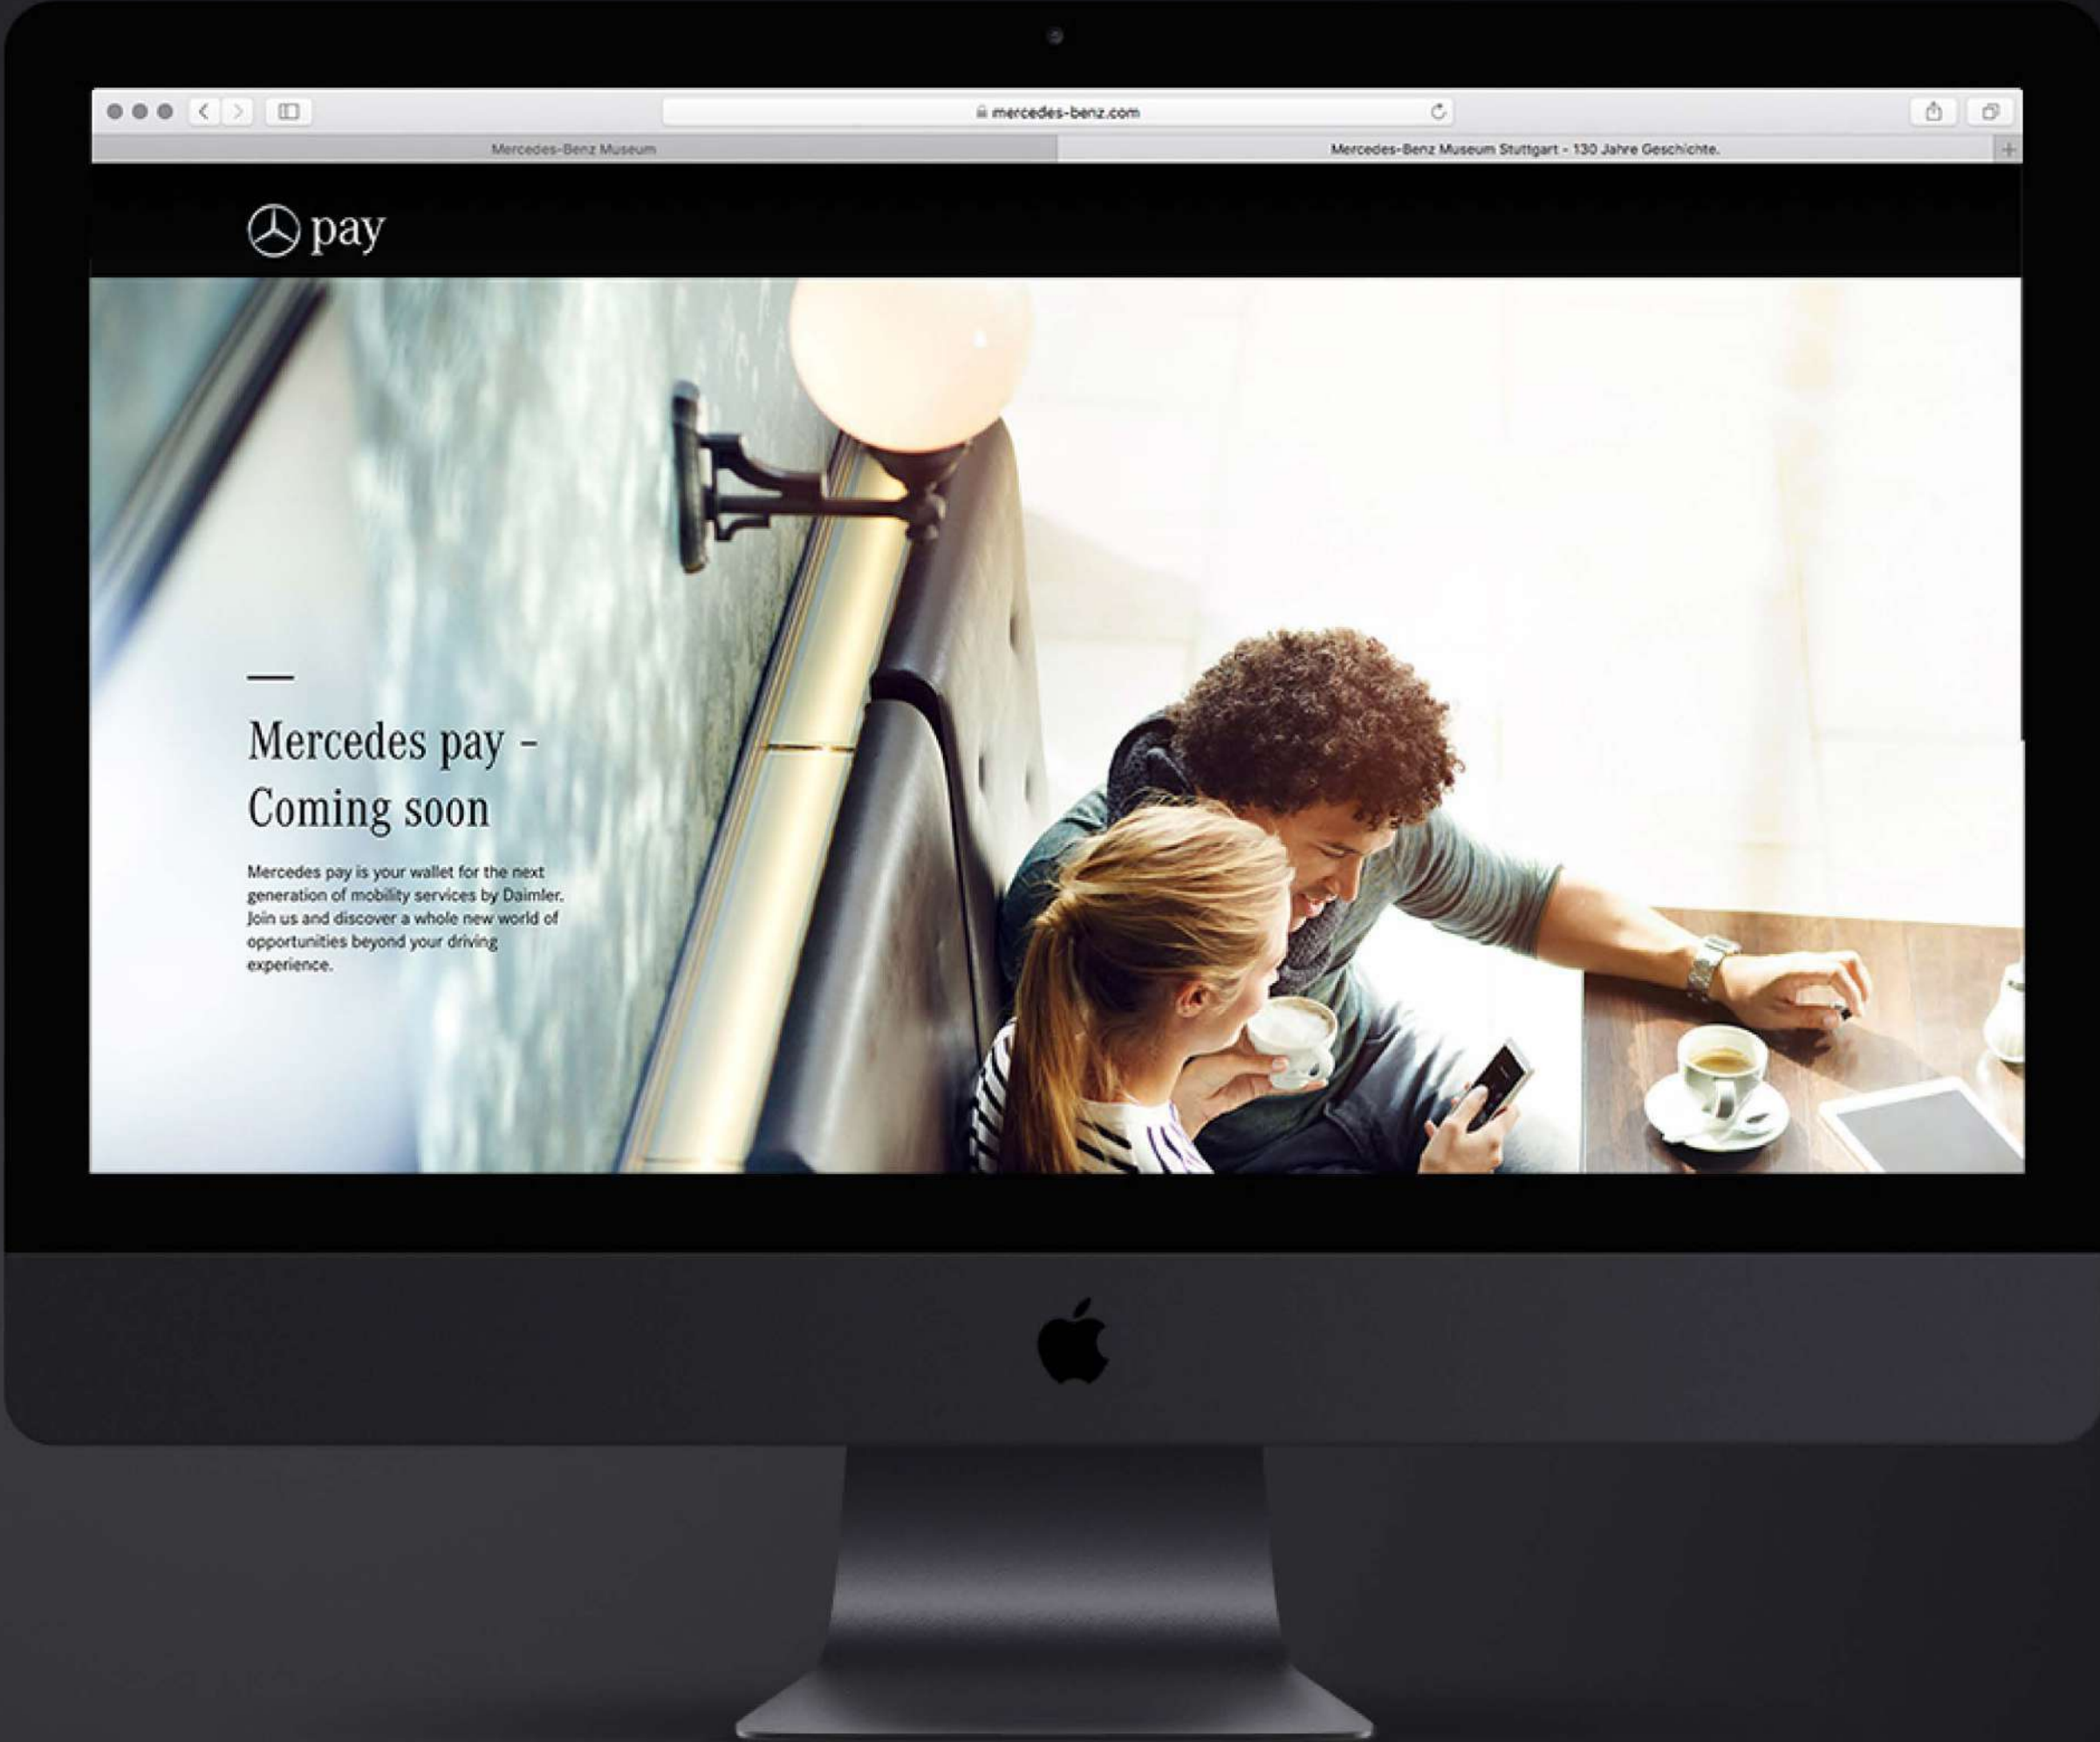 mercedes-benz.com
Mercedes-Benz Museum
Mercedes-Benz Museum Stuttgart - 130 Jahre Geschichte.
pay
Mercedes pay –
Coming soon
Mercedes pay is your wallet for the next
generation of mobility services by Daimler.
Join us and discover a whole new world of
opportunities beyond your driving
experience.